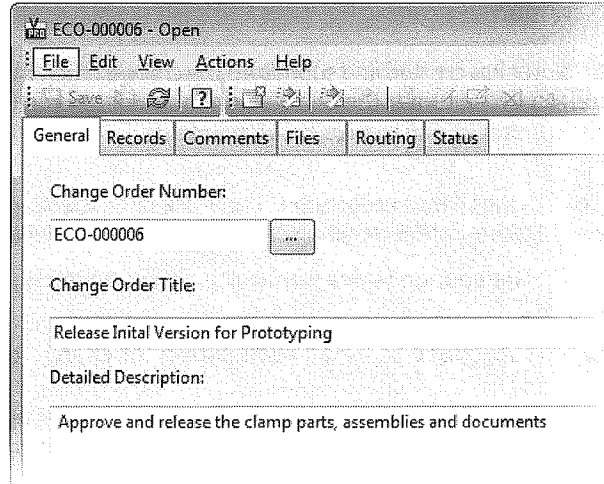 V
PRO
ECO-000006 - Open
File Edit View Actions Help
Save
General Records Comments Files Routing Status
Change Order Number:
ECO-000006 ...
Change Order Title:
Release Inital Version for Prototyping
Detailed Description:
Approve and release the clamp parts, assemblies and documents